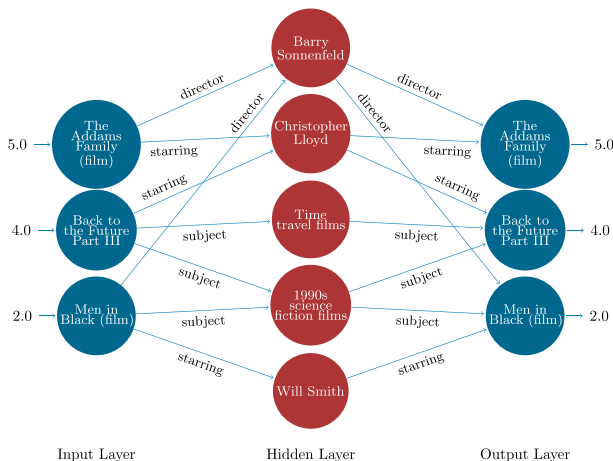 Barry
Sonnenfeld
director
director
director
director
The
Addams
Family
(film)
5.0
starring
Christopher
Lloyd
starring
The
Addams
Family
(film)
5.0
starring
starring
4.0
Back to
the Future
Part III
subject
Time
travel films
subject
Back to
the Future
Part III
4.0
subject
subject
2.0
Men in
Black (film)
subject
1990s
science
fiction films
subject
Men in
Black (film)
2.0
starring
Will Smith
starring
Input Layer
Hidden Layer
Output Layer